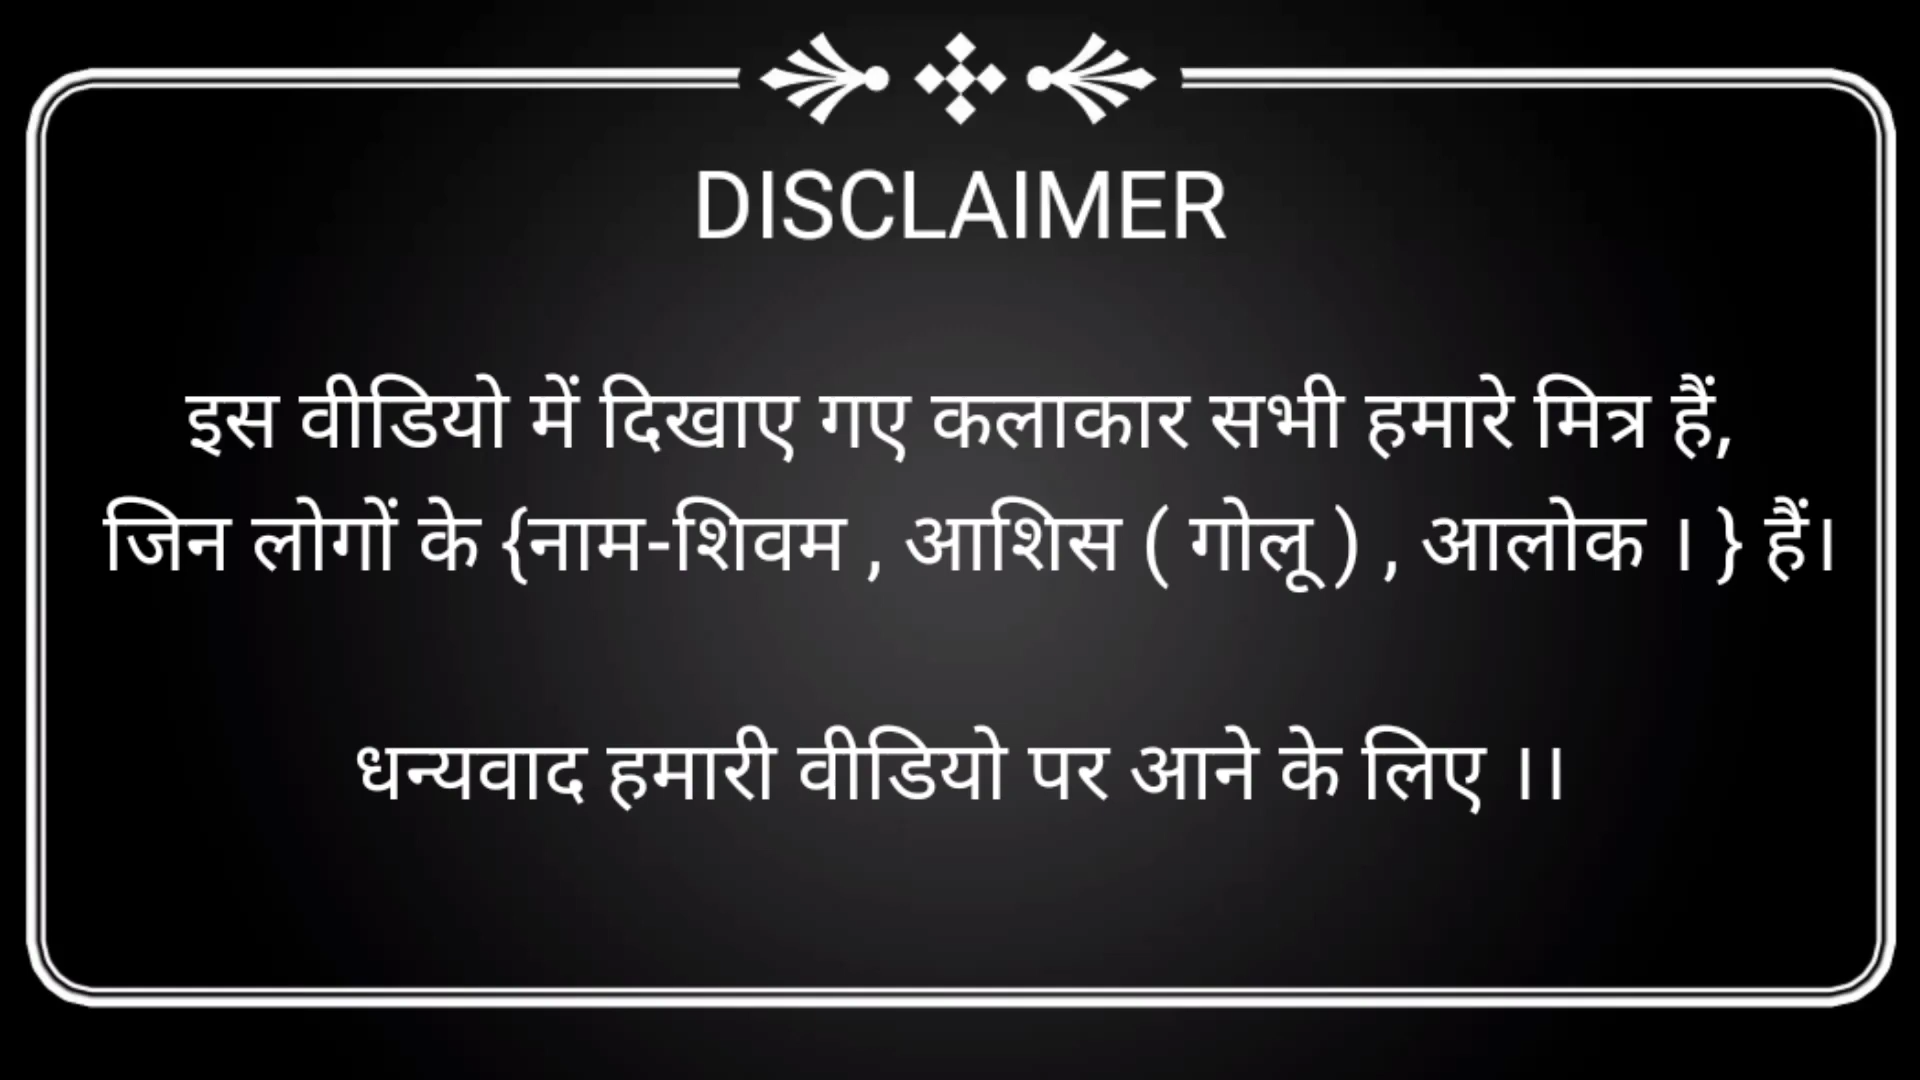 DISCLAIMER
इस वीडियो में दिखाए गए कलाकार सभी हमारे मित्र हैं,
जिन लोगों के {नाम-शिवम , आशिस ( गोलू ) , आलोक । } हैं।
धन्यवाद हमारी वीडियो पर आने के लिए ।।